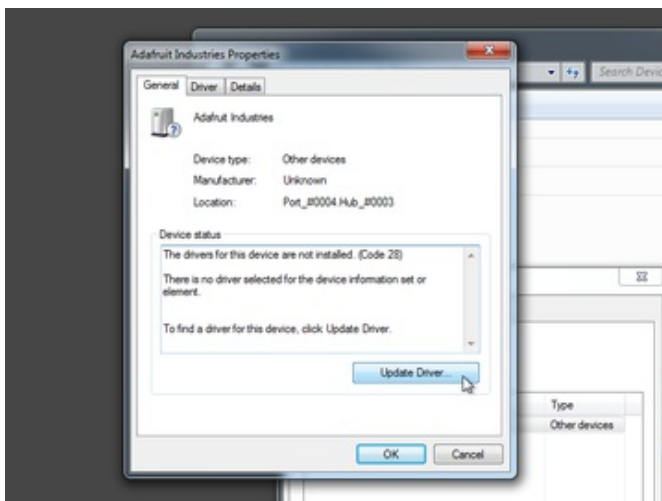 Adafruit Industries Properties
Search Devic
General Driver Details
Adafruit Industries
Device type: Other devices
Manufacturer: Unknown
Location: Port_#0004.Hub_#0003
Device status
The drivers for this device are not installed. (Code 28)
There is no driver selected for the device information set or
element.
To find a driver for this device, click Update Driver.
Update Driver...
Type
Other devices
OK Cancel